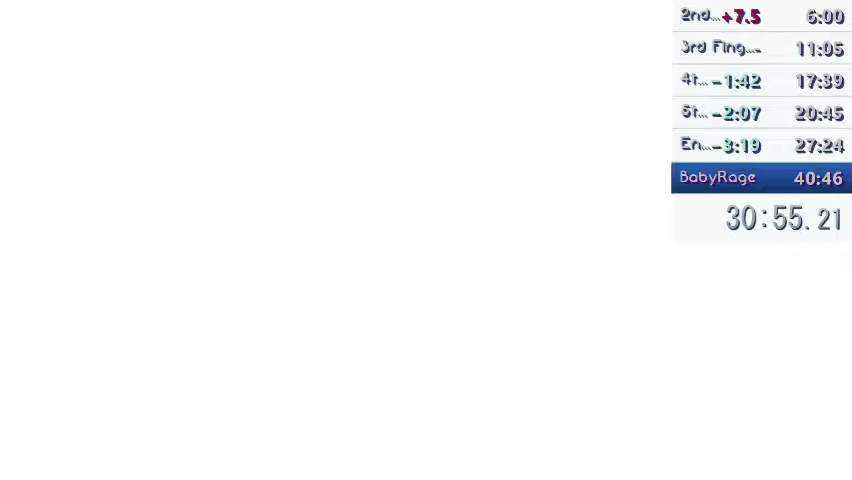 2nd...+7.5 6:00
3rd Fing...- 11:05
4t... -1:42 17:39
5t... -2:07 20:45
En...-3:19 27:24
BabyRage 40:46
30:55.21